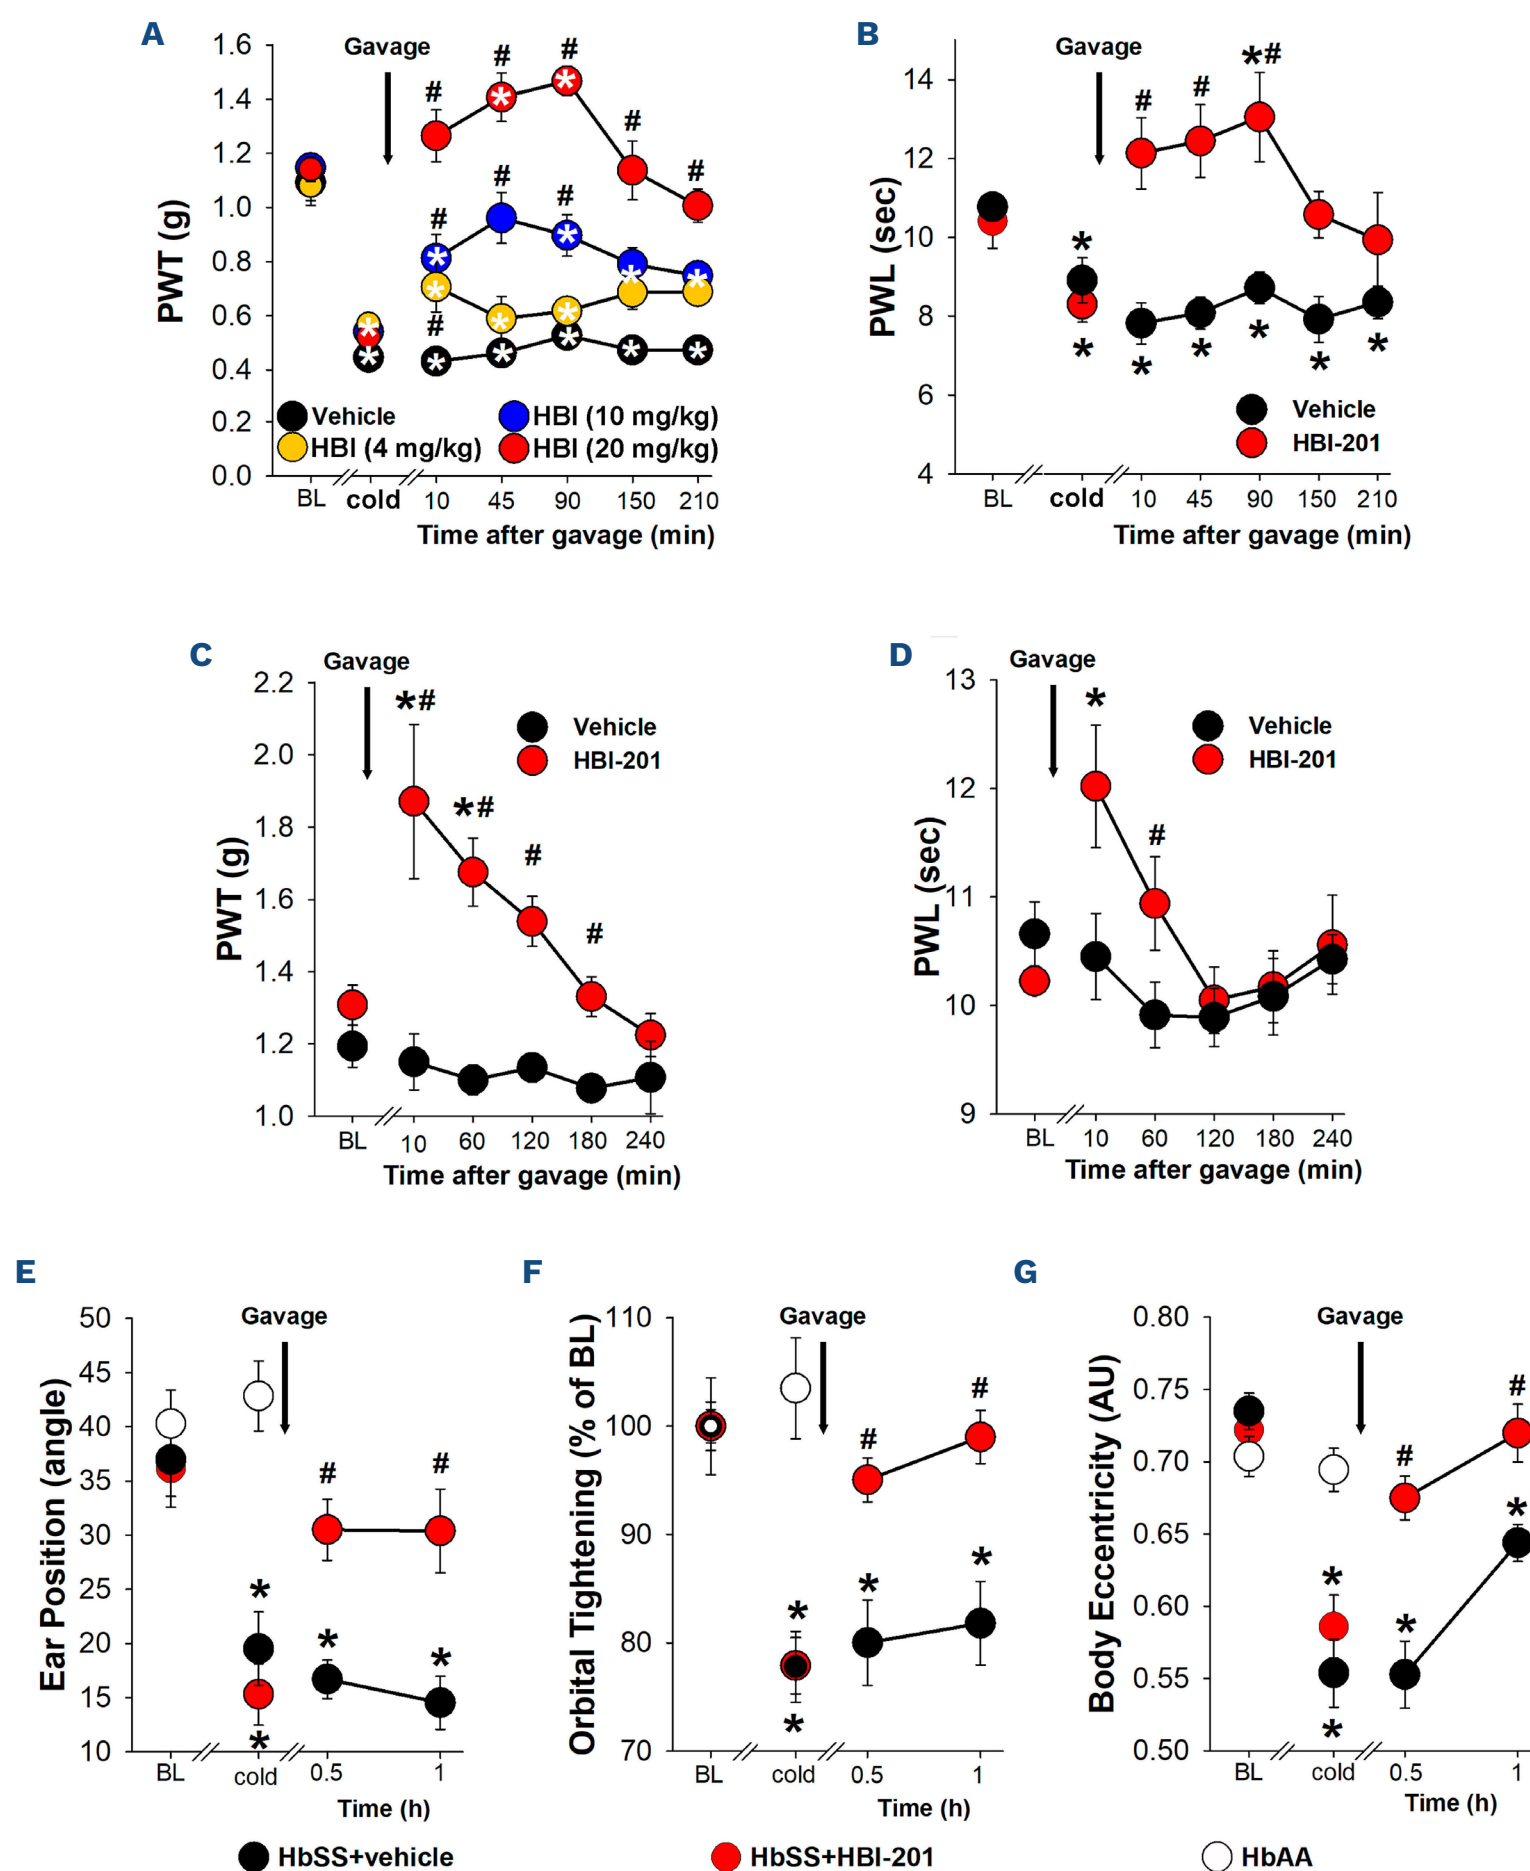 A
Gavage
PWT (g)
1.6
1.4
1.2
1.0
0.8
0.6
0.4
0.2
0.0
# # # # #
# # #
#
* * * * * * * * * * * * * * *
Vehicle
HBI (4 mg/kg)
HBI (10 mg/kg)
HBI (20 mg/kg)
BL cold 10 45 90 150 210
Time after gavage (min)
B
Gavage
PWL (sec)
14
12
10
8
6
4
# # *#
*
* * * * * *
Vehicle
HBI-201
BL cold 10 45 90 150 210
Time after gavage (min)
C
Gavage
PWT (g)
2.2
2.0
1.8
1.6
1.4
1.2
1.0
*# *# # #
Vehicle
HBI-201
BL 10 60 120 180 240
Time after gavage (min)
D
Gavage
PWL (sec)
13
12
11
10
9
* #
Vehicle
HBI-201
BL 10 60 120 180 240
Time after gavage (min)
E
Gavage
Ear Position (angle)
50
45
40
35
30
25
20
15
10
# #
* * *
*
BL cold 0.5 1
Time (h)
F
Gavage
Orbital Tightening (% of BL)
110
100
90
80
70
# #
* * *
*
BL cold 0.5 1
Time (h)
G
Gavage
Body Eccentricity (AU)
0.80
0.75
0.70
0.65
0.60
0.55
0.50
# #
* * *
*
BL cold 0.5 1
Time (h)
HbSS+vehicle
HbSS+HBI-201
HbAA